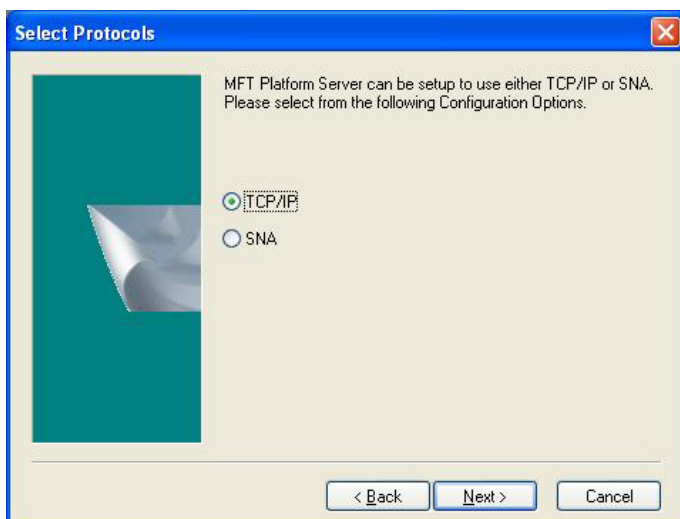 Select Protocols
MFT Platform Server can be setup to use either TCP/IP or SNA.
Please select from the following Configuration Options.
TCP/IP
SNA
< Back Next > Cancel